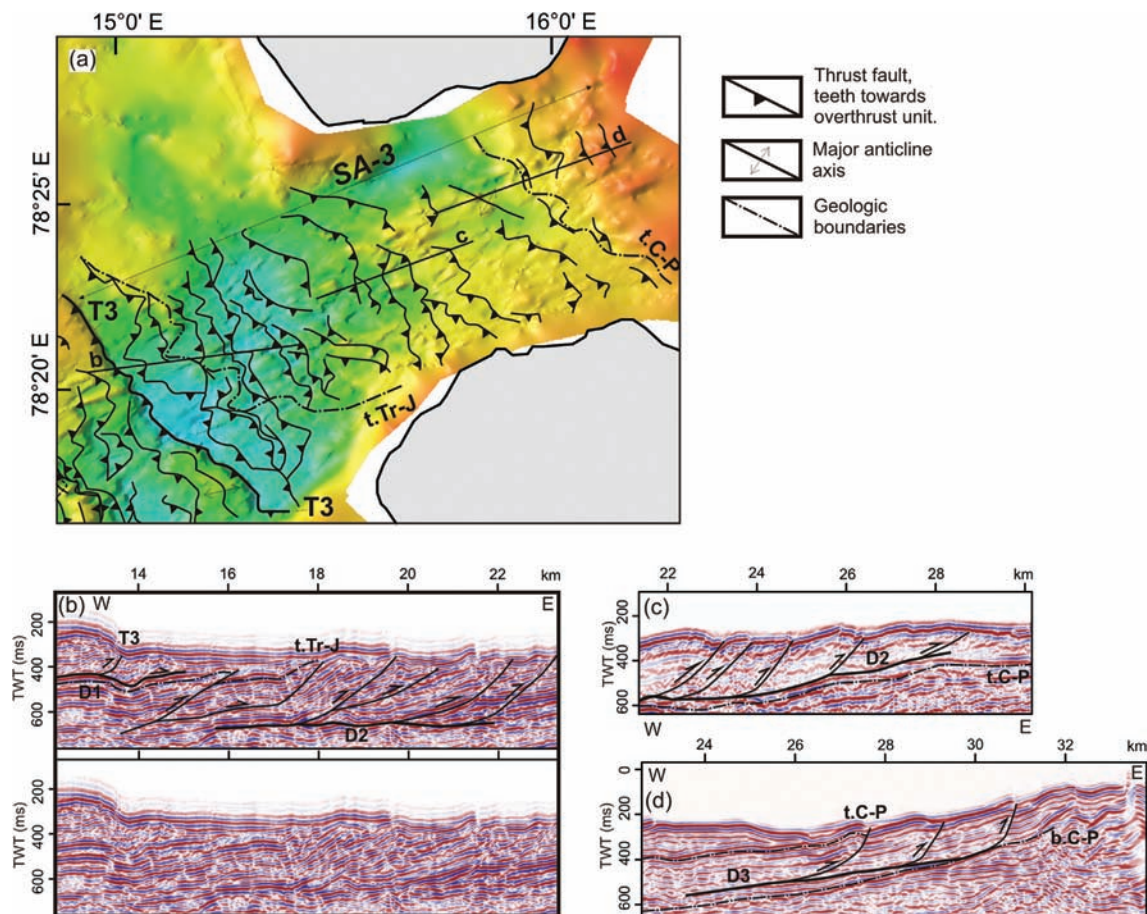 15°0' E
16°0' E
(a)
SA-3
d
78°25' E
c
t.C-P
T3
b
78°20' E
t.Tr-J
T3
Thrust fault,
teeth towards
overthrust unit.
Major anticline
axis
Geologic
boundaries
14 16 18 20 22 km
(b) W E
T3
t.Tr-J
D1
D2
200
400
600
TWT (ms)
200
400
600
TWT (ms)
22 24 26 28 30 km
(c)
200
400
600
TWT (ms)
D2
t.C-P
W E
24 26 28 30 32 km
0
200
400
600
TWT (ms)
W E
(d)
t.C-P
b.C-P
D3